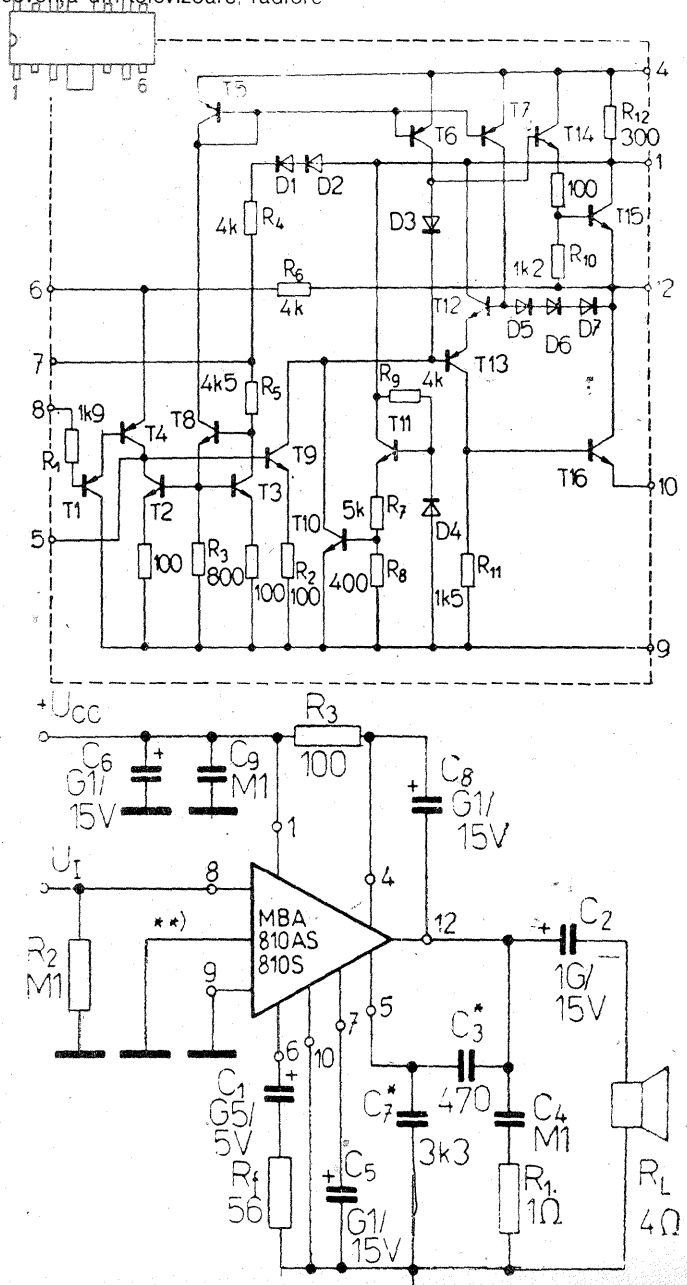 din televizoare, radiore
1 6
4
T5 T6 T7 T14 R12 300
1
D1 D2
100
T15
D3
4k R4
R10 1k2
R6 4k
6
12
T12 D5 D6 D7
7
T13
4k5 R5
R9 4k
8
1k9
R1
T4 T8 T9 T11
T16
T1 T2 T3
10
T10 5k R7
D4
5
100 R3 800 100 R2 100 400 R8 1k5 R11
9
+UCC
R3
100
C6 G1/ 15V
+
C9 M1
C8 G1/ 15V
+
1
UI
8
4
**)
MBA
810AS
810S
12
+ C2
1G/ 15V
R2 M1
9
5
7
6 10
C3*
470
C1 G5/ 5V
+
C7*
3k3
C4 M1
Rf 56
+ C5
G1/ 15V
R1
1Ω
RL
4Ω